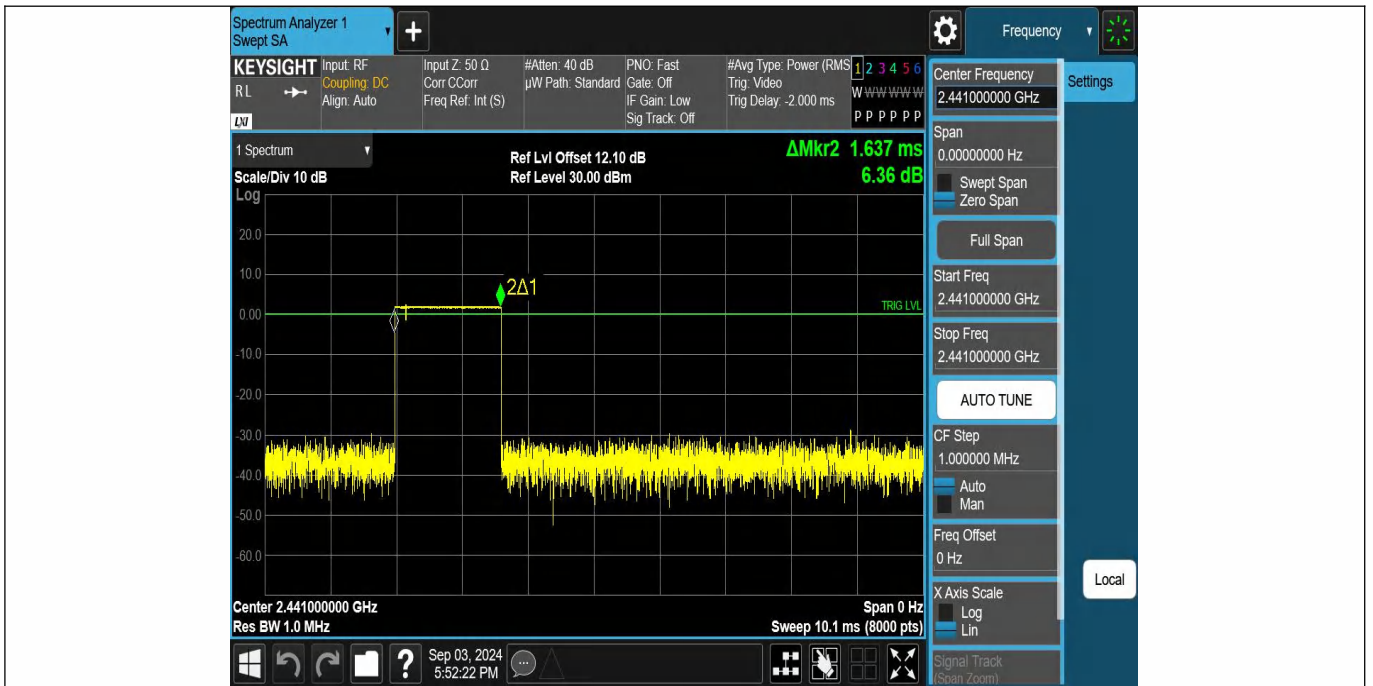 Spectrum Analyzer 1
Swept SA
Frequency
KEYSIGHT
RL
LXI
Input: RF
Coupling: DC
Align: Auto
Input Z: 50 Ω
Corr CCorr
Freq Ref: Int (S)
#Atten: 40 dB
µW Path: Standard
PNO: Fast
Gate: Off
IF Gain: Low
Sig Track: Off
#Avg Type: Power (RMS
Trig: Video
Trig Delay: -2.000 ms
1 2 3 4 5 6
W W W W W W
P P P P P P
1 Spectrum
Scale/Div 10 dB
Ref Lvl Offset 12.10 dB
Ref Level 30.00 dBm
ΔMkr2 1.637 ms
6.36 dB
Log
20.0
10.0
0.00
-10.0
-20.0
-30.0
-40.0
-50.0
-60.0
2Δ1
1
TRIG LVL
Center 2.441000000 GHz
Res BW 1.0 MHz
Span 0 Hz
Sweep 10.1 ms (8000 pts)
Center Frequency
2.441000000 GHz
Settings
Span
0.00000000 Hz
Swept Span
Zero Span
Full Span
Start Freq
2.441000000 GHz
Stop Freq
2.441000000 GHz
AUTO TUNE
CF Step
1.000000 MHz
Auto
Man
Freq Offset
0 Hz
X Axis Scale
Log
Lin
Signal Track
(Span Zoom)
Local
Sep 03, 2024
5:52:22 PM